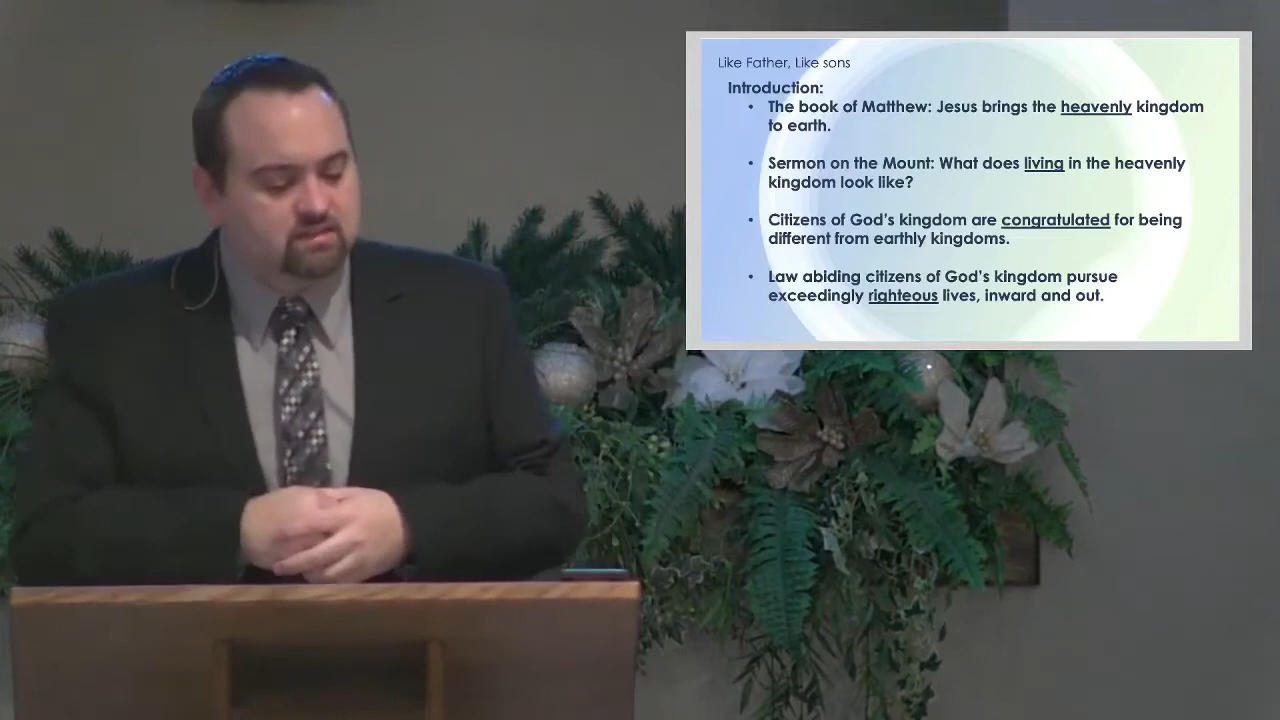 Like Father, Like sons
Introduction:
• The book of Matthew: Jesus brings the heavenly kingdom
to earth.
• Sermon on the Mount: What does living in the heavenly
kingdom look like?
• Citizens of God's kingdom are congratulated for being
different from earthly kingdoms.
• Law abiding citizens of God's kingdom pursue
exceedingly righteous lives, inward and out.